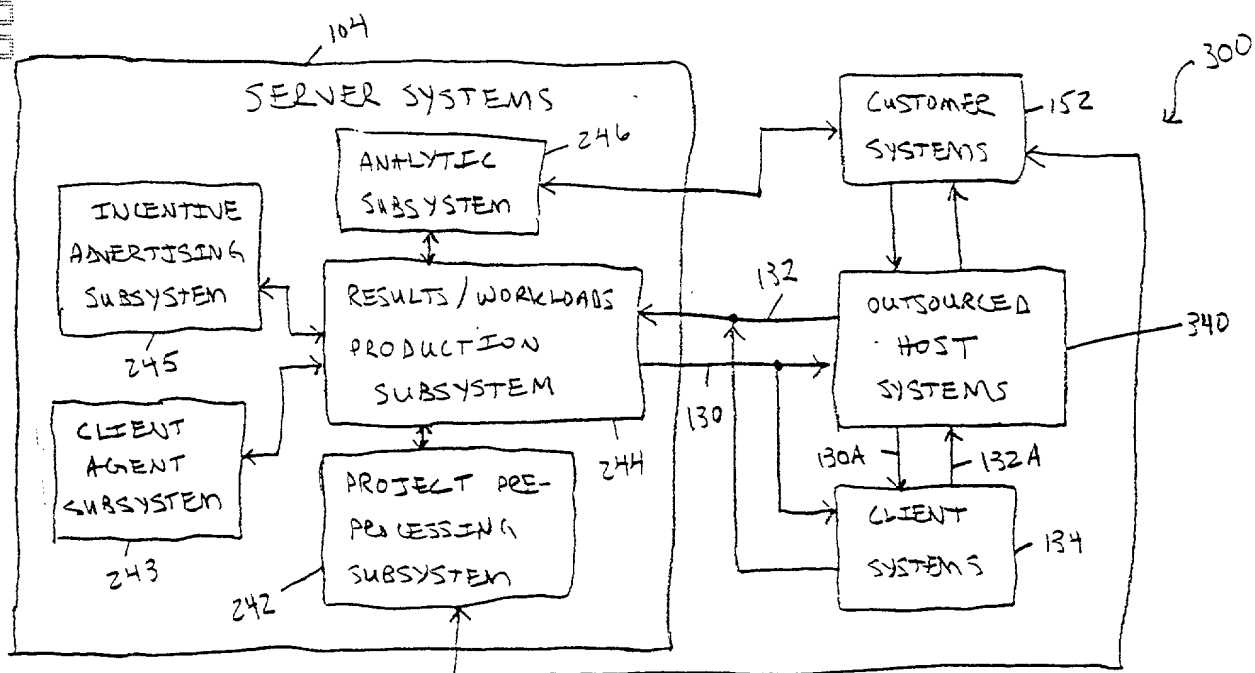 104
300
SERVER SYSTEMS
CUSTOMER
SYSTEMS
152
246
ANALYTIC
SUBSYSTEM
INCENTIVE
ADVERTISING
SUBSYSTEM
245
RESULTS/WORKLOADS
PRODUCTION
SUBSYSTEM
244
132
130
OUTSOURCED
HOST
SYSTEMS
340
CLIENT
AGENT
SUBSYSTEM
243
PROJECT PRE-
PROCESSING
SUBSYSTEM
242
130A
132A
CLIENT
SYSTEMS
134